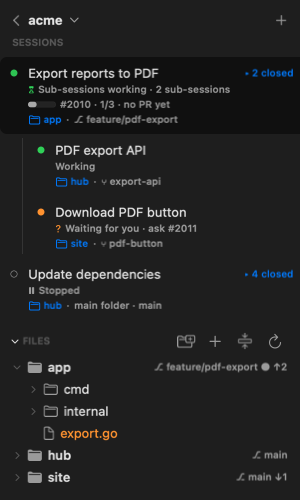 acme
SESSIONS
Export reports to PDF • 2 closed
Sub-sessions working · 2 sub-sessions
#2010 · 1/3 · no PR yet
app · feature/pdf-export
PDF export API
Working
hub · export-api
Download PDF button
? Waiting for you · ask #2011
site · pdf-button
Update dependencies • 4 closed
Stopped
hub · main folder · main
FILES
app feature/pdf-export ● ↑2
cmd
internal
export.go
hub main
site main ↓1